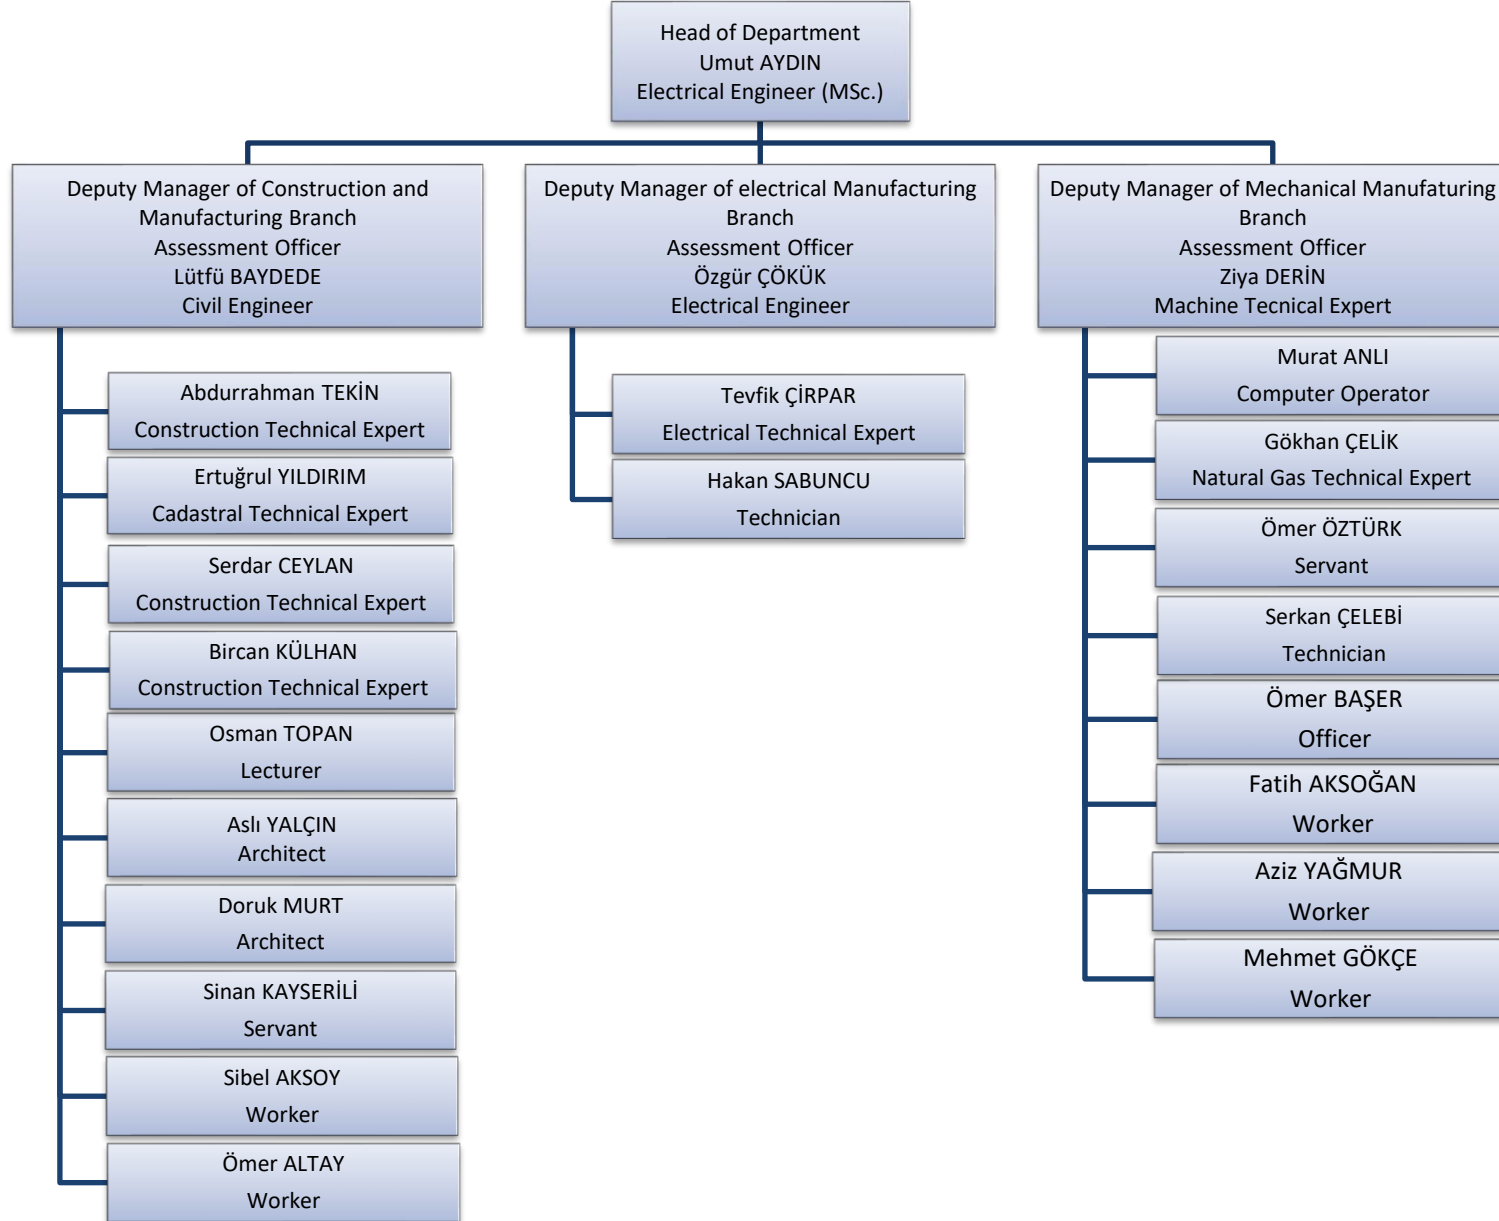 Head of Department
Umut AYDIN
Electrical Engineer (MSc.)
Deputy Manager of Construction and
Manufacturing Branch
Assessment Officer
Lütfü BAYDEDE
Civil Engineer
Abdurrahman TEKİN
Construction Technical Expert
Ertuğrul YILDIRIM
Cadastral Technical Expert
Serdar CEYLAN
Construction Technical Expert
Bircan KÜLHAN
Construction Technical Expert
Osman TOPAN
Lecturer
Aslı YALÇIN
Architect
Doruk MURT
Architect
Sinan KAYSERİLİ
Servant
Sibel AKSOY
Worker
Ömer ALTAY
Worker
Deputy Manager of electrical Manufacturing
Branch
Assessment Officer
Özgür ÇÖKÜK
Electrical Engineer
Tevfik ÇİRPAR
Electrical Technical Expert
Hakan SABUNCU
Technician
Deputy Manager of Mechanical Manufaturing
Branch
Assessment Officer
Ziya DERİN
Machine Tecnical Expert
Murat ANLI
Computer Operator
Gökhan ÇELİK
Natural Gas Technical Expert
Ömer ÖZTÜRK
Servant
Serkan ÇELEBİ
Technician
Ömer BAŞER
Officer
Fatih AKSOĞAN
Worker
Aziz YAĞMUR
Worker
Mehmet GÖKÇE
Worker